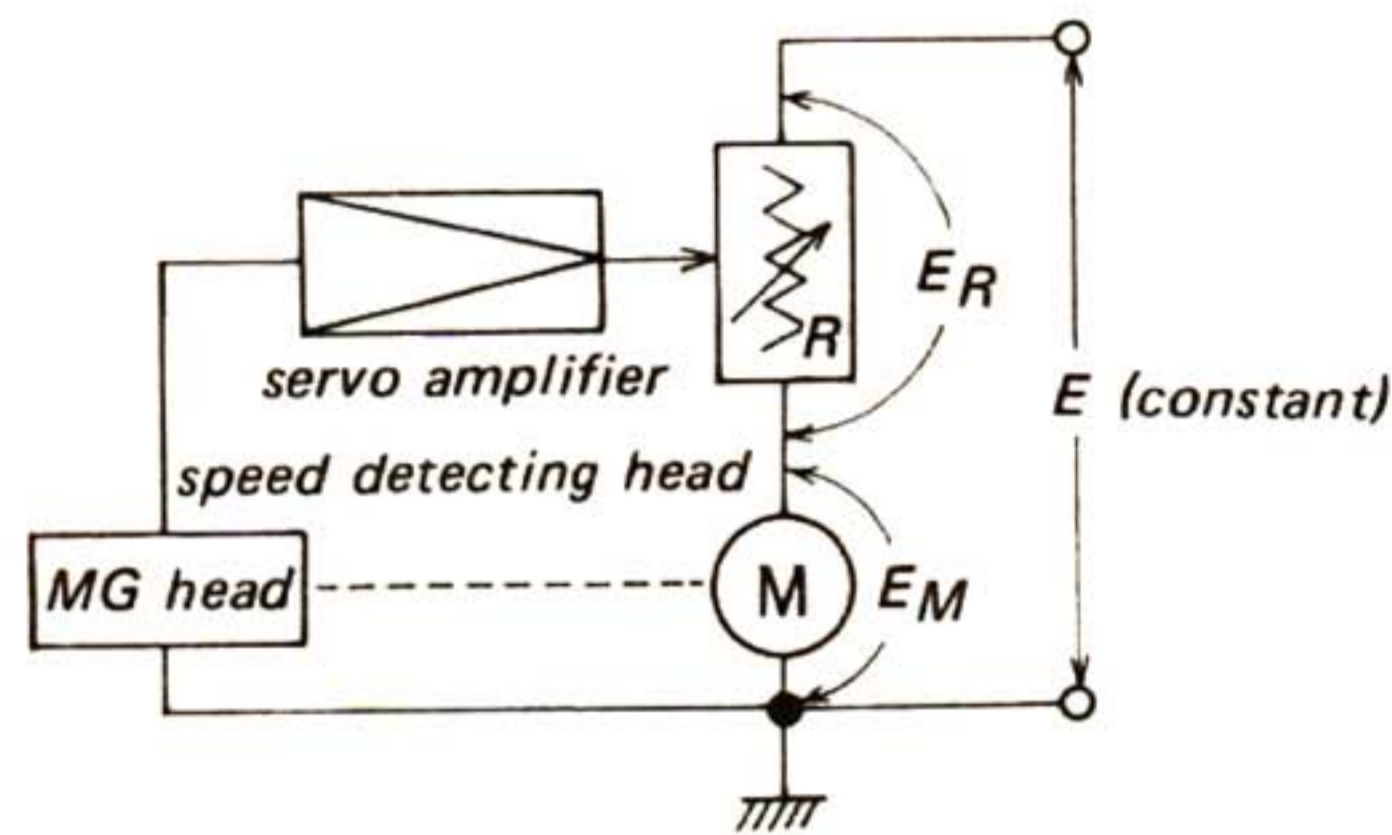 E_R
R
servo amplifier
E (constant)
speed detecting head
MG head
M
E_M